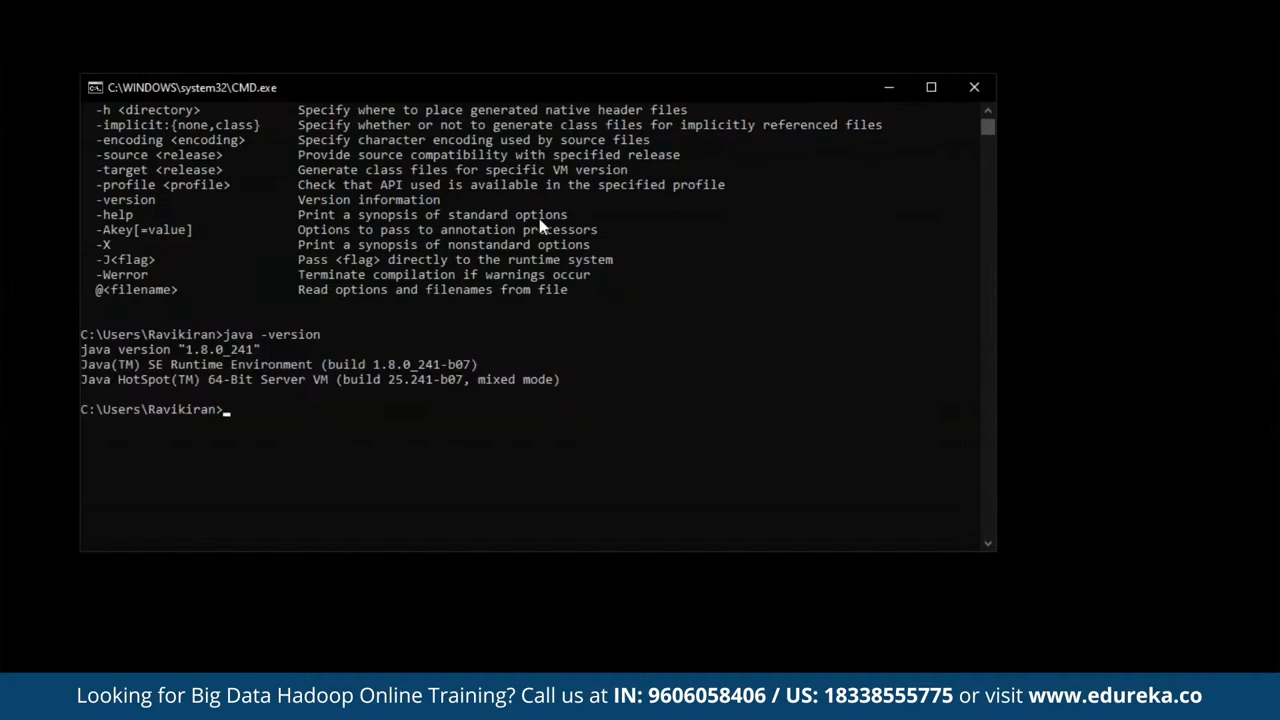 C:\WINDOWS\system32\CMD.exe
-h <directory> Specify where to place generated native header files
-implicit:{none,class} Specify whether or not to generate class files for implicitly referenced files
-encoding <encoding> Specify character encoding used by source files
-source <release> Provide source compatibility with specified release
-target <release> Generate class files for specific VM version
-profile <profile> Check that API used is available in the specified profile
-version Version information
-help Print a synopsis of standard options
-Akey[=value] Options to pass to annotation processors
-X Print a synopsis of nonstandard options
-J<flag> Pass <flag> directly to the runtime system
-Werror Terminate compilation if warnings occur
@<filename> Read options and filenames from file
C:\Users\Ravikiran>java -version
java version "1.8.0_241"
Java(TM) SE Runtime Environment (build 1.8.0_241-b07)
Java HotSpot(TM) 64-Bit Server VM (build 25.241-b07, mixed mode)
C:\Users\Ravikiran>
Looking for Big Data Hadoop Online Training? Call us at IN: 9606058406 / US: 18338555775 or visit www.edureka.co